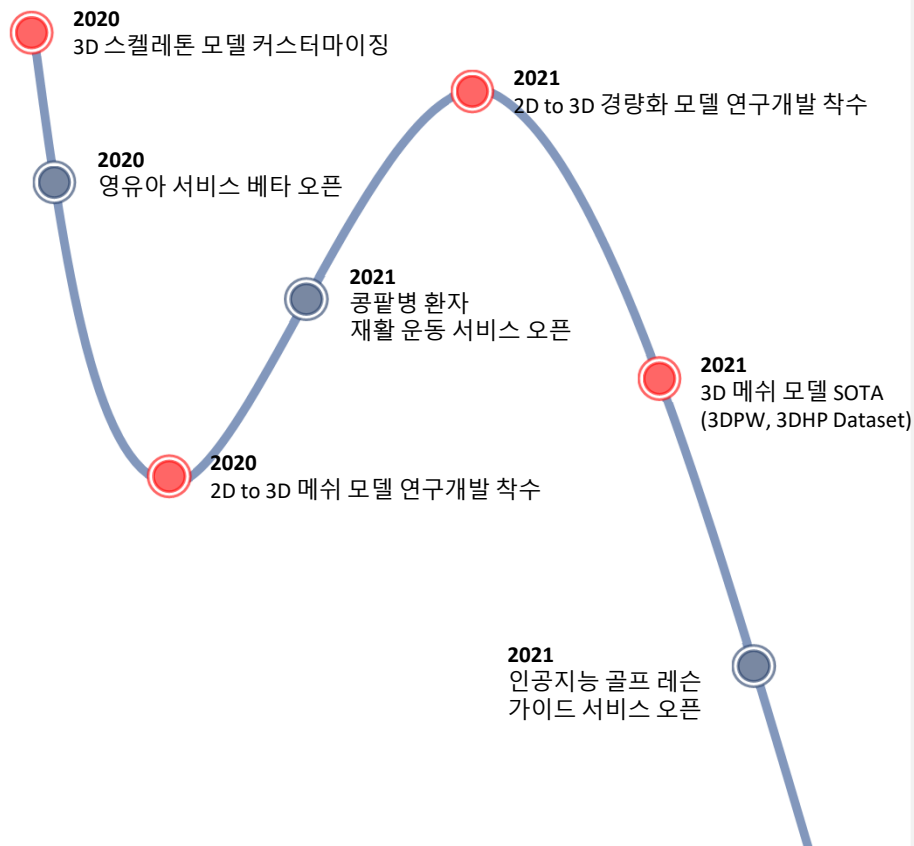 2020
3D 스켈레톤 모델 커스터마이징
2020
영유아 서비스 베타 오픈
2020
2D to 3D 메쉬 모델 연구개발 착수
2021
콩팥병 환자
재활 운동 서비스 오픈
2021
2D to 3D 경량화 모델 연구개발 착수
2021
3D 메쉬 모델 SOTA
(3DPW, 3DHP Dataset)
2021
인공지능 골프 레슨
가이드 서비스 오픈